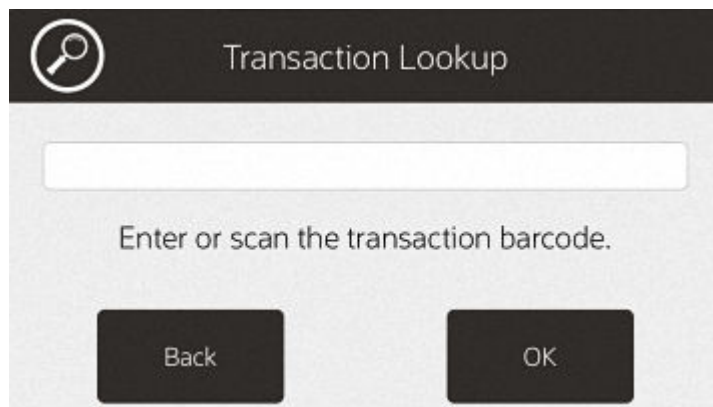 Transaction Lookup
Enter or scan the transaction barcode.
Back
OK